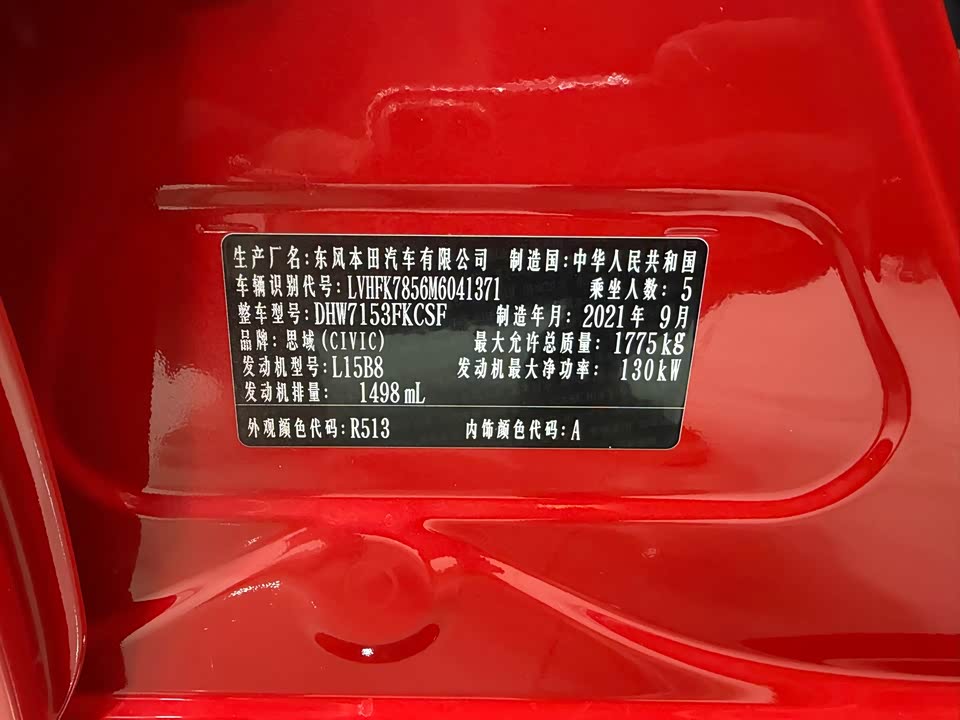 生产厂名:东风本田汽车有限公司 制造国:中华人民共和国
车辆识别代号:LVHFK7856M6041371 乘坐人数: 5
整车型号:DHW7153FKCSF 制造年月:2021年 9月
品牌:思域(CIVIC) 最大允许总质量: 1775kg
发动机型号:L15B8 发动机最大净功率: 130kW
发动机排量: 1498mL
外观颜色代码:R513 内饰颜色代码:A